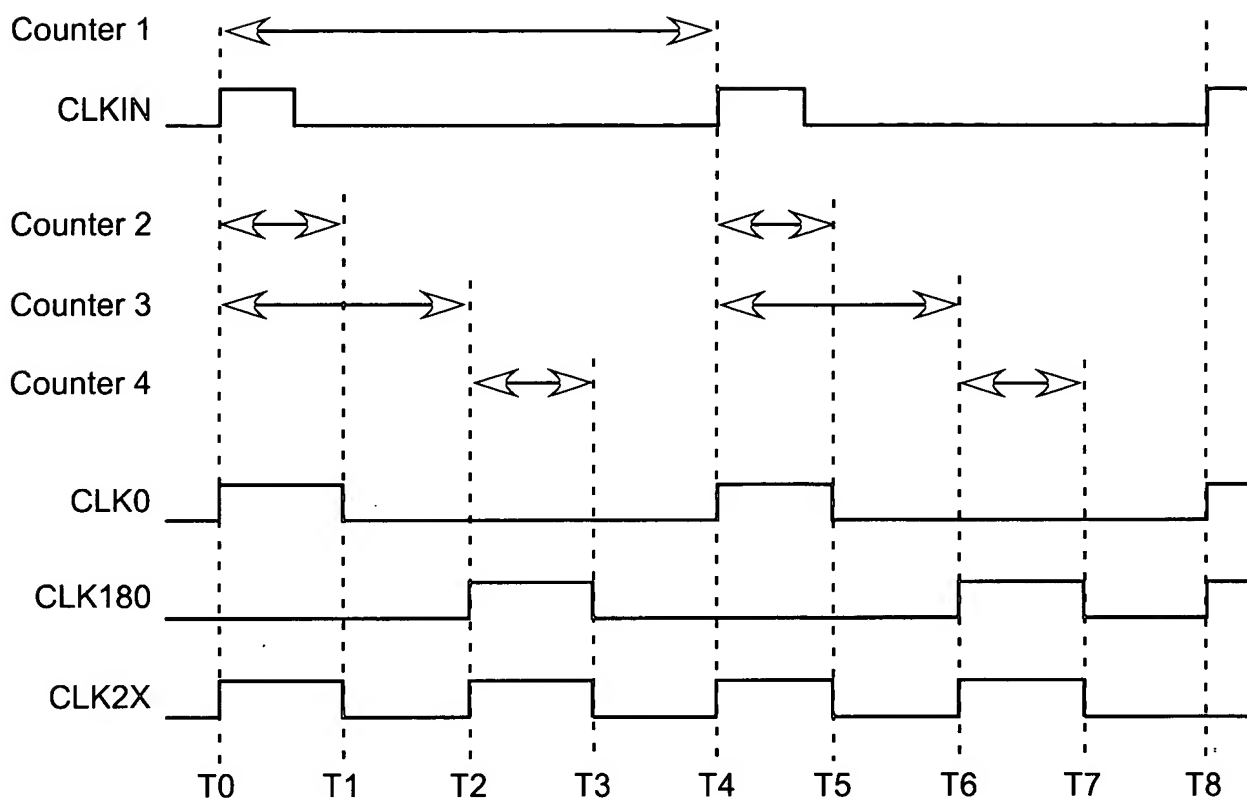 Counter 1
CLKIN
Counter 2
Counter 3
Counter 4
CLK0
CLK180
CLK2X
T0 T1 T2 T3 T4 T5 T6 T7 T8